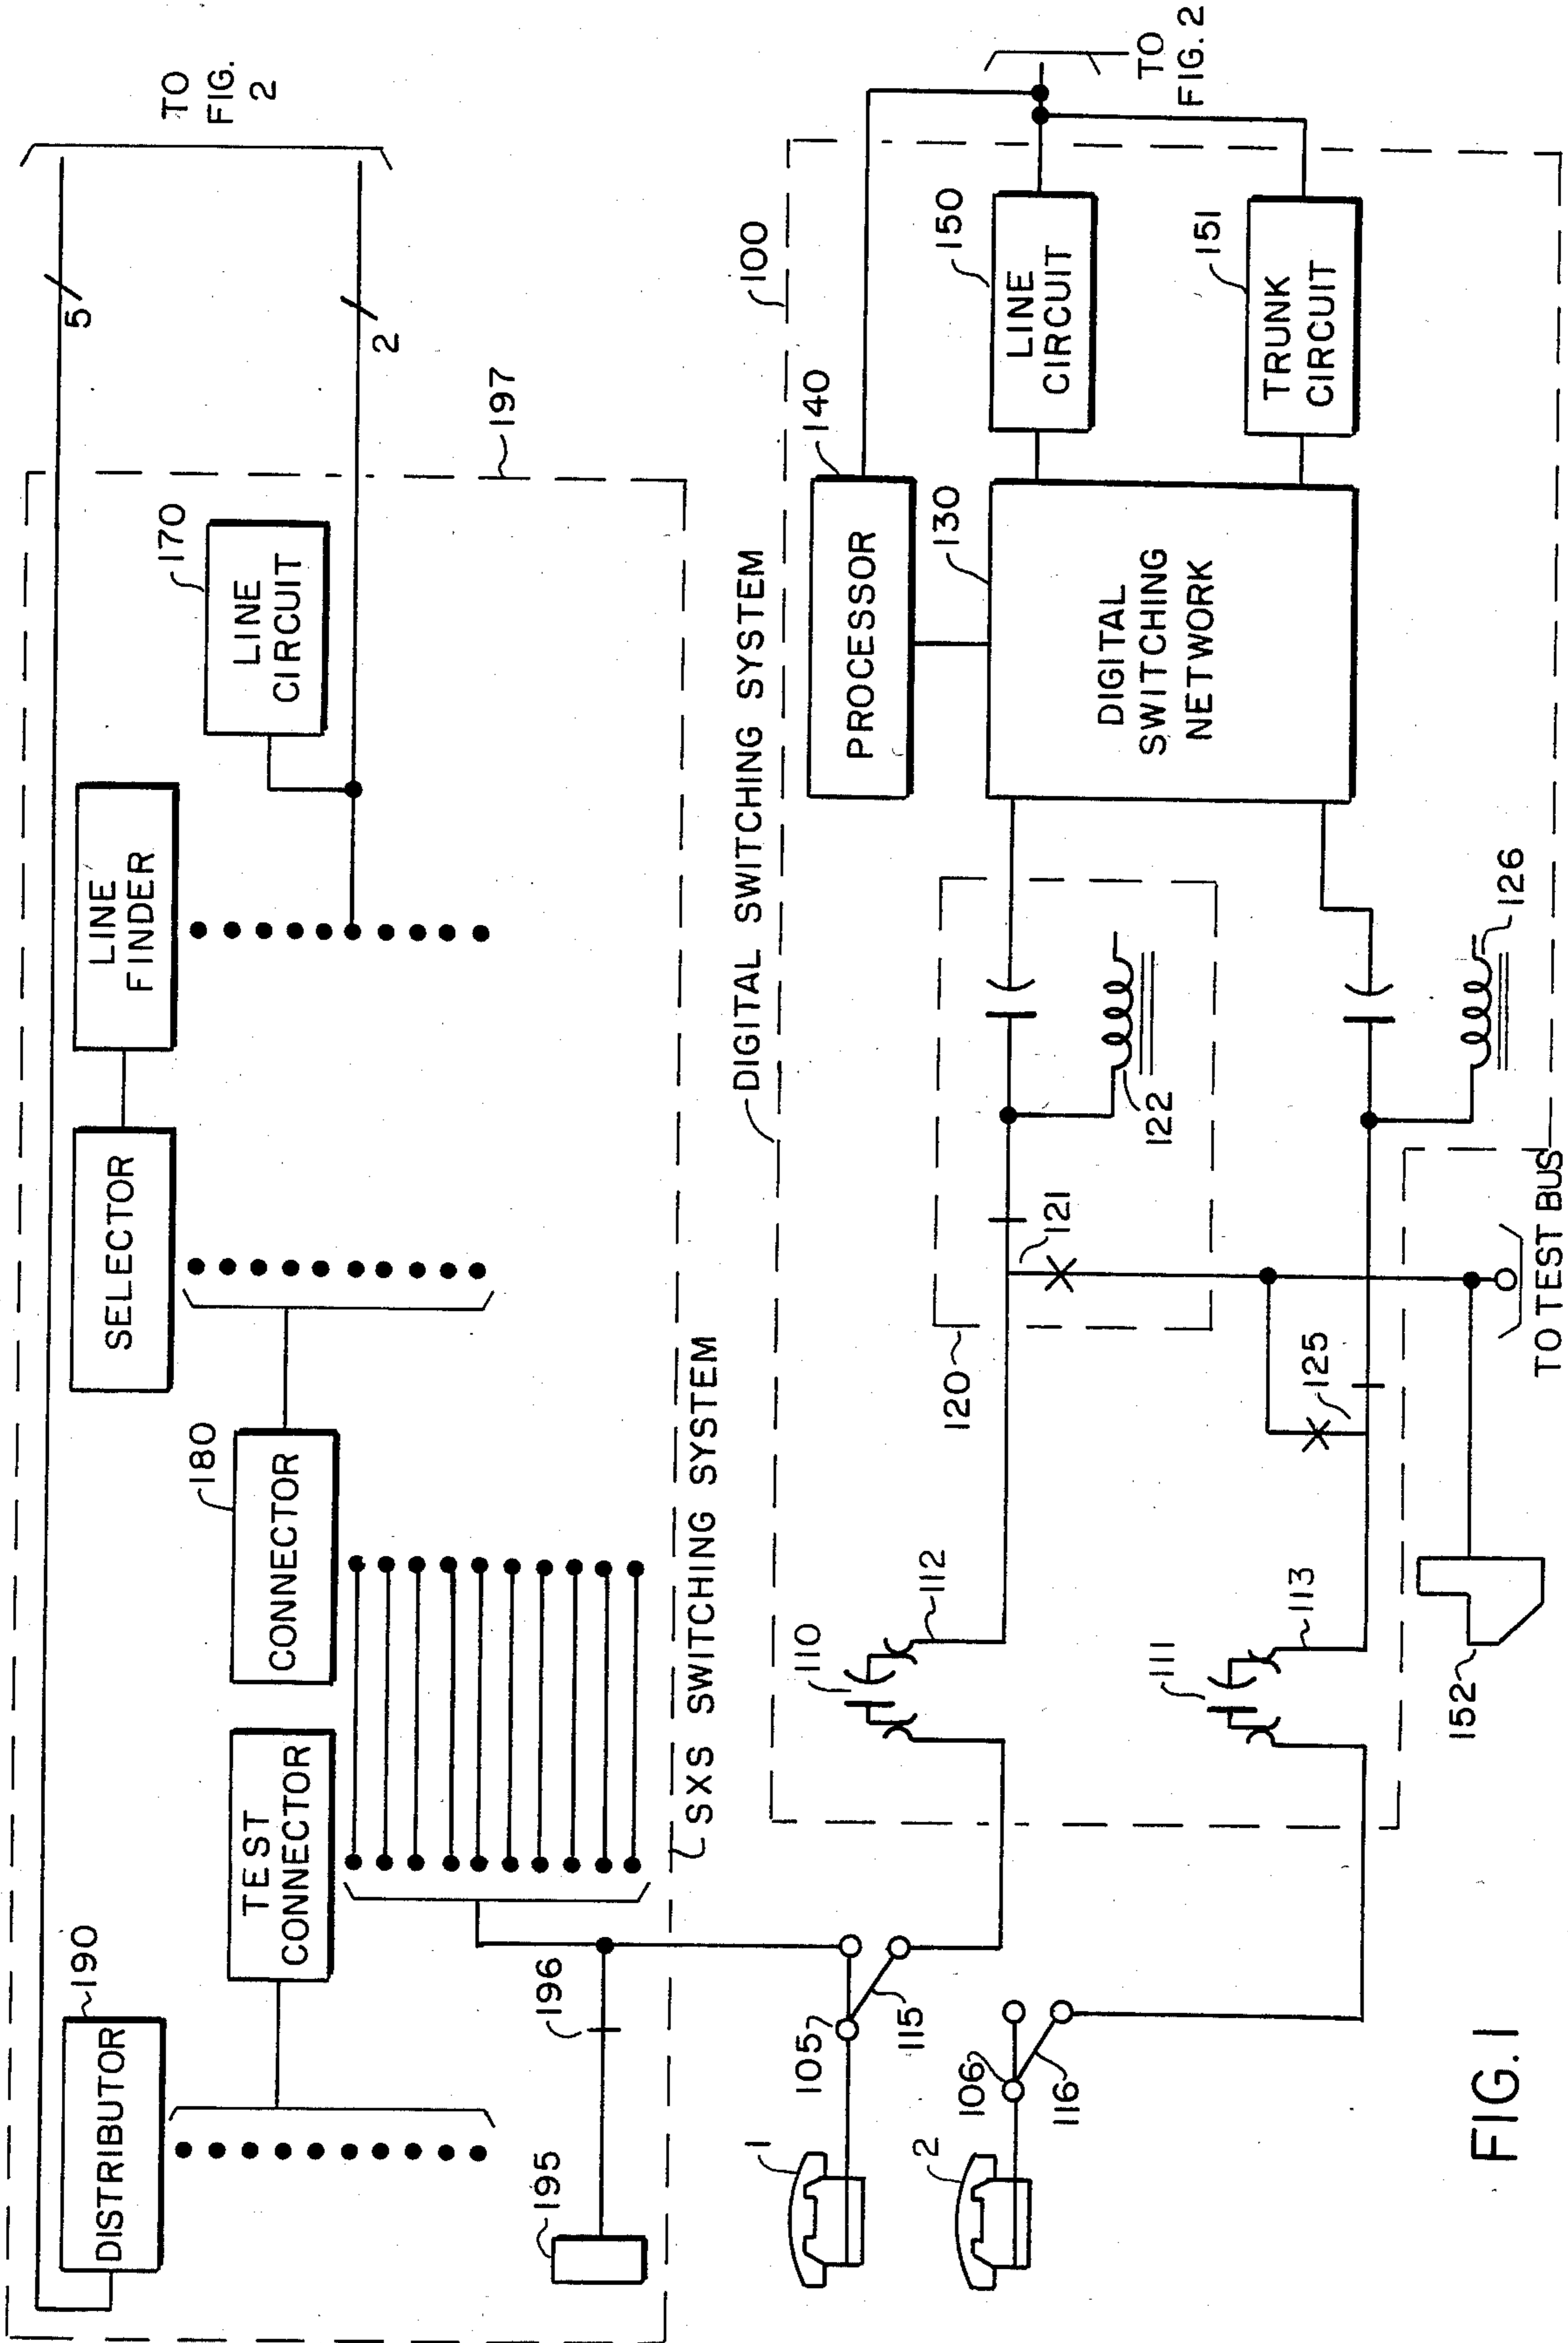 TO
FIG.
2
5
2
197
170
LINE
CIRCUIT
LINE
FINDER
SELECTOR
180
CONNECTOR
TEST
CONNECTOR
190
DISTRIBUTOR
196
195
SXS SWITCHING SYSTEM
DIGITAL SWITCHING SYSTEM
100
TO
FIG. 2
140
PROCESSOR
130
DIGITAL
SWITCHING
NETWORK
150
LINE
CIRCUIT
151
TRUNK
CIRCUIT
120
121
122
125
126
110
112
111
113
105
115
106
116
1
2
152
TO TEST BUS
FIG. 1